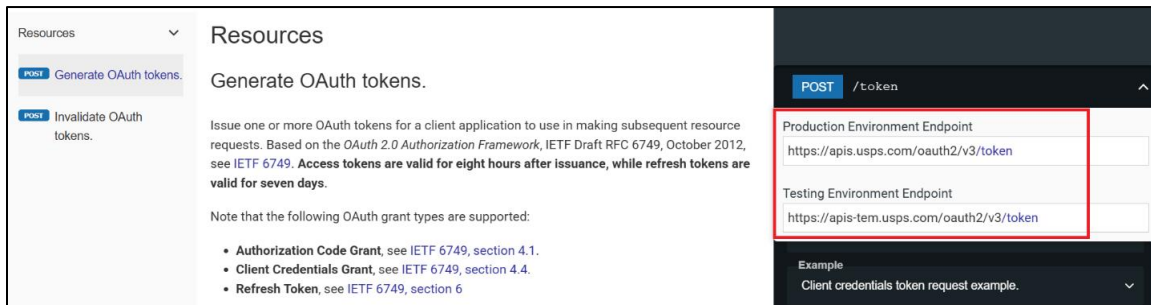 Resources
POST Generate OAuth tokens.
POST Invalidate OAuth
tokens.
Resources
Generate OAuth tokens.
Issue one or more OAuth tokens for a client application to use in making subsequent resource
requests. Based on the OAuth 2.0 Authorization Framework, IETF Draft RFC 6749, October 2012,
see IETF 6749. Access tokens are valid for eight hours after issuance, while refresh tokens are
valid for seven days.
Note that the following OAuth grant types are supported:
• Authorization Code Grant, see IETF 6749, section 4.1.
• Client Credentials Grant, see IETF 6749, section 4.4.
• Refresh Token, see IETF 6749, section 6
POST /token
Production Environment Endpoint
https://apis.usps.com/oauth2/v3/token
Testing Environment Endpoint
https://apis-tem.usps.com/oauth2/v3/token
Example
Client credentials token request example.